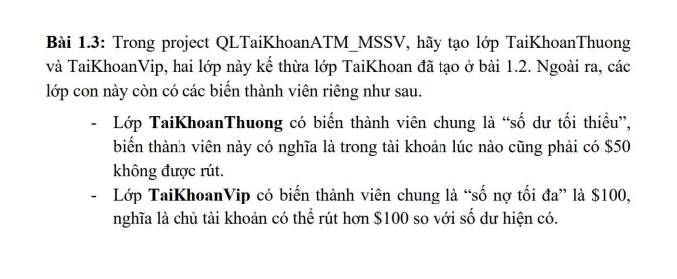 Bài 1.3: Trong project QLTaiKhoanATM_MSSV, hãy tạo lớp TaiKhoanThuong
và TaiKhoanVip, hai lớp này kế thừa lớp TaiKhoan đã tạo ở bài 1.2. Ngoài ra, các
lớp con này còn có các biến thành viên riêng như sau.
- Lớp TaiKhoanThuong có biến thành viên chung là “số dư tối thiểu”,
biến thành viên này có nghĩa là trong tài khoản lúc nào cũng phải có $50
không được rút.
- Lớp TaiKhoanVip có biến thành viên chung là “số nợ tối đa” là $100,
nghĩa là chủ tài khoản có thể rút hơn $100 so với số dư hiện có.